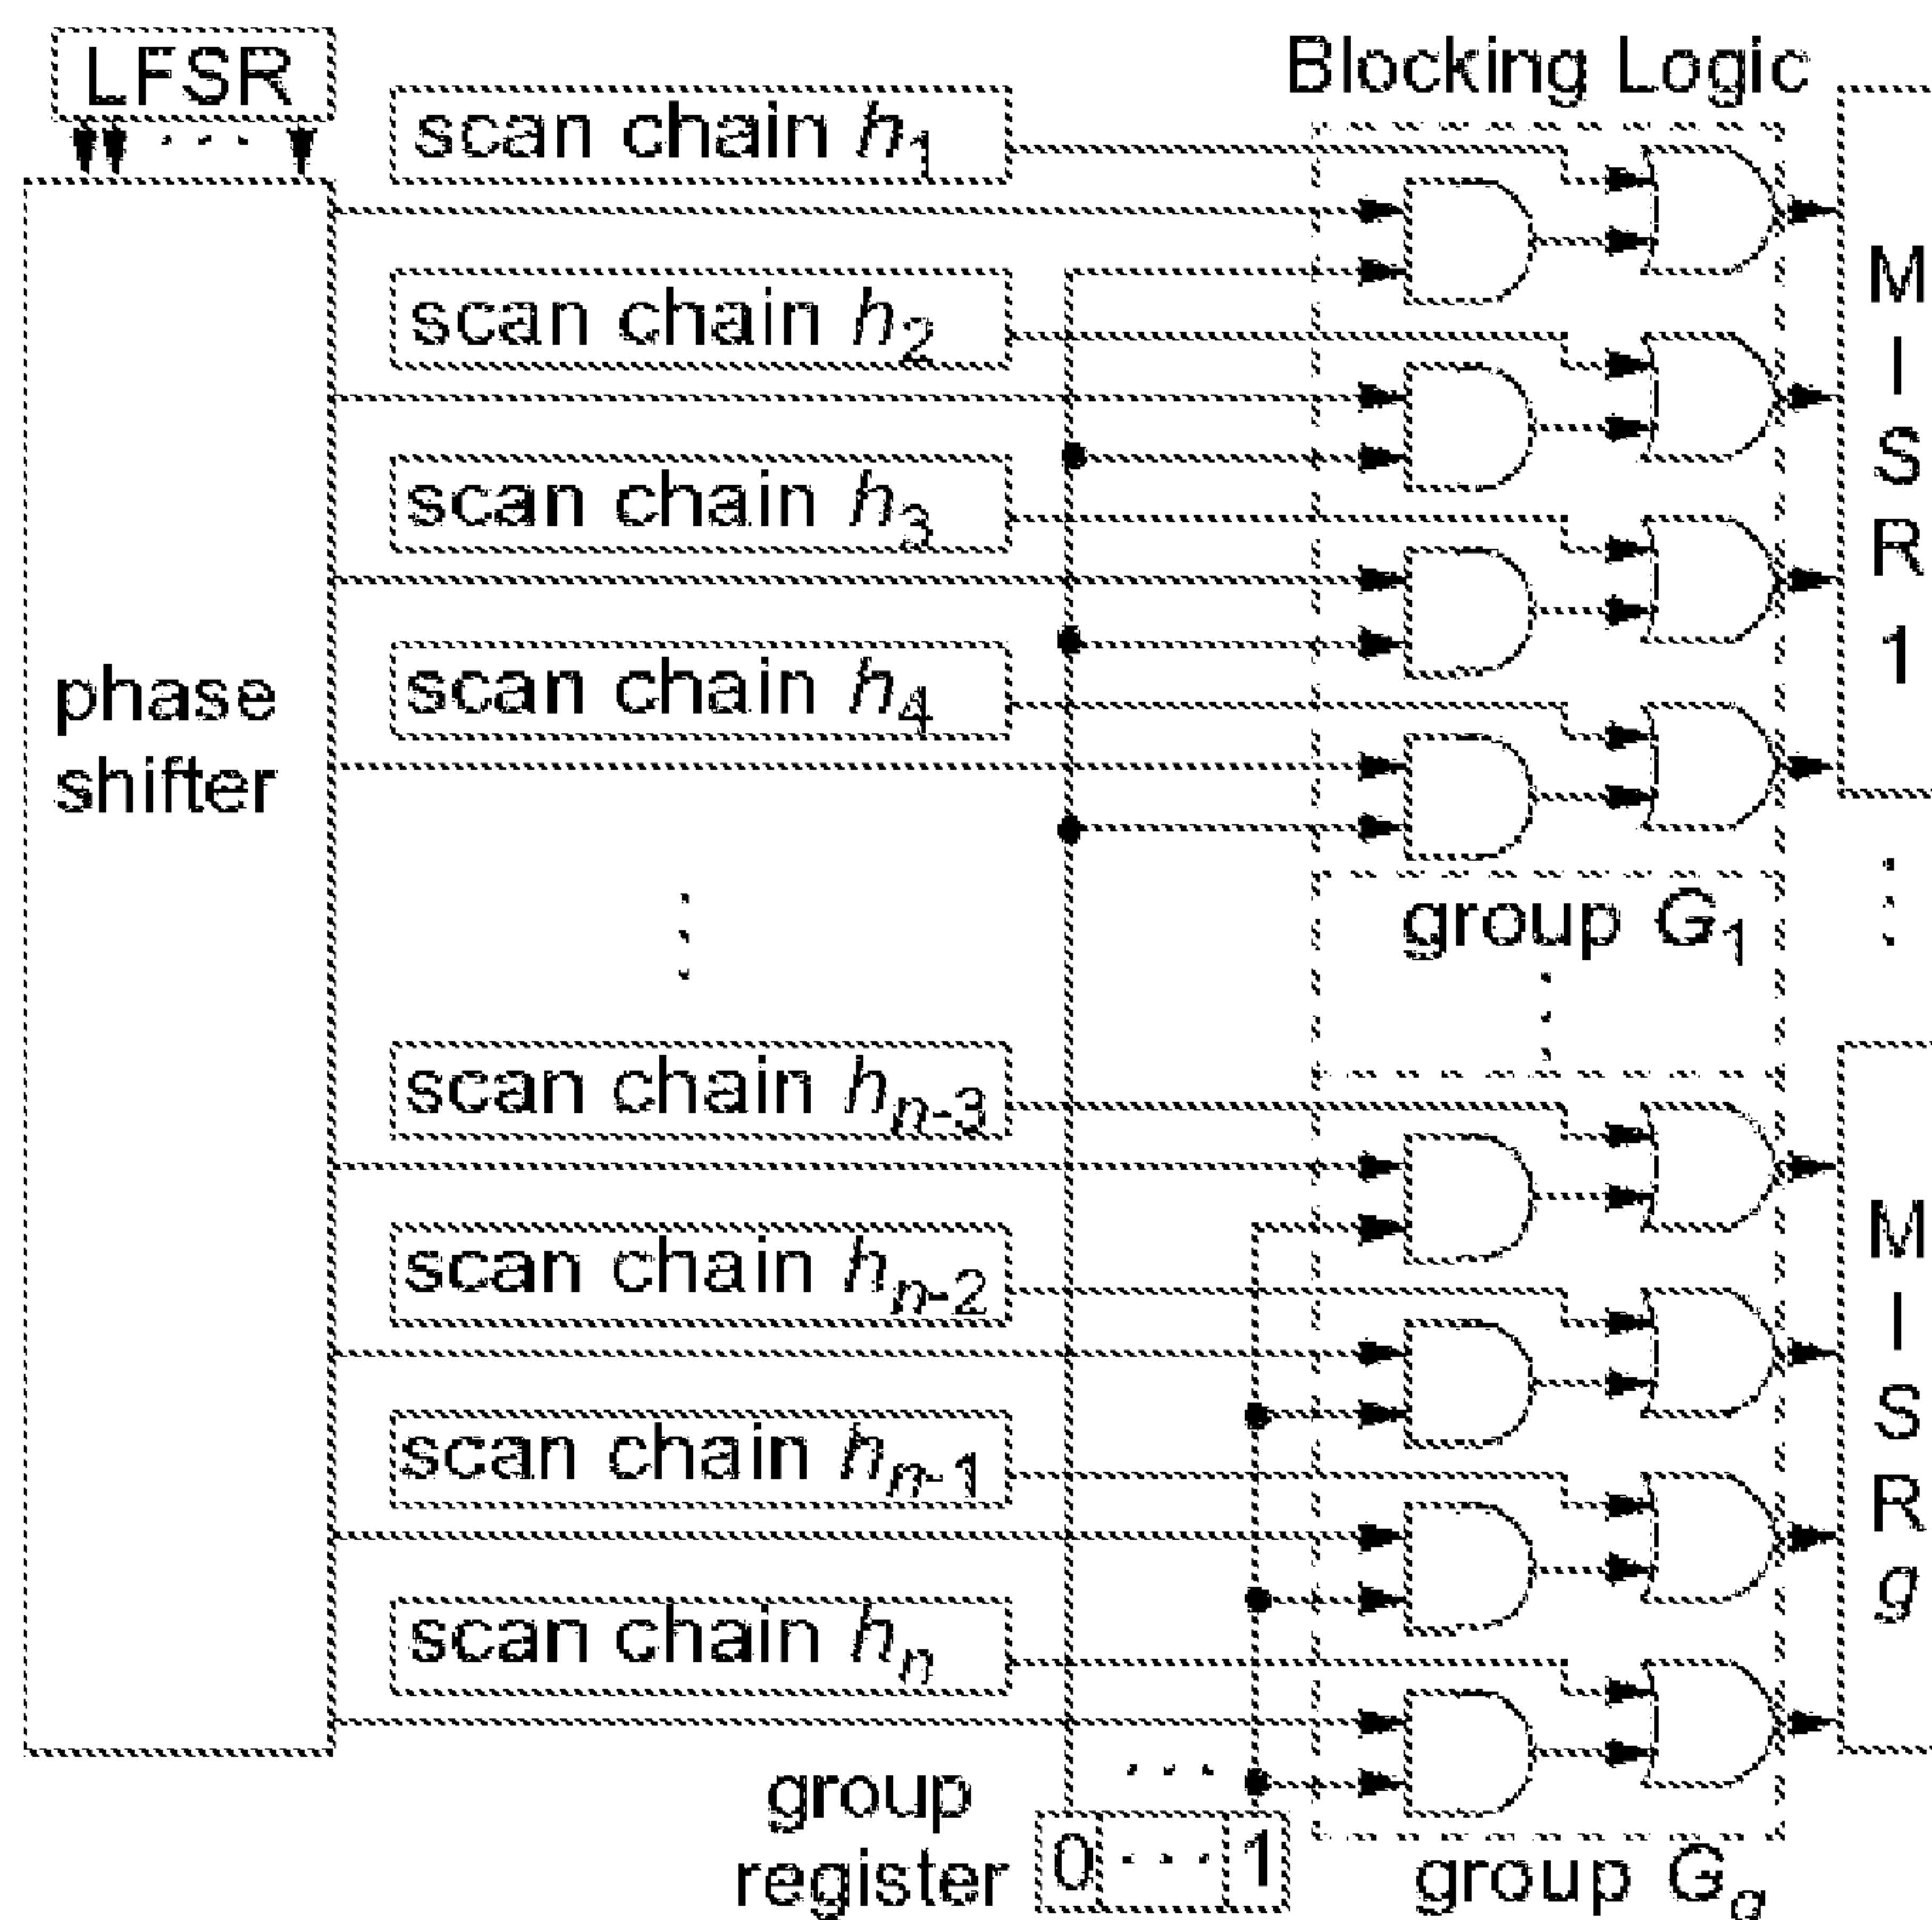 LFSR
Blocking Logic
scan chain h1
scan chain h2
scan chain h3
scan chain h4
phase
shifter
M
I
S
R
1
group G1
scan chain hn-3
scan chain hn-2
scan chain hn-1
scan chain hn
M
I
S
R
g
group
register
0 ··· 1
group Gg